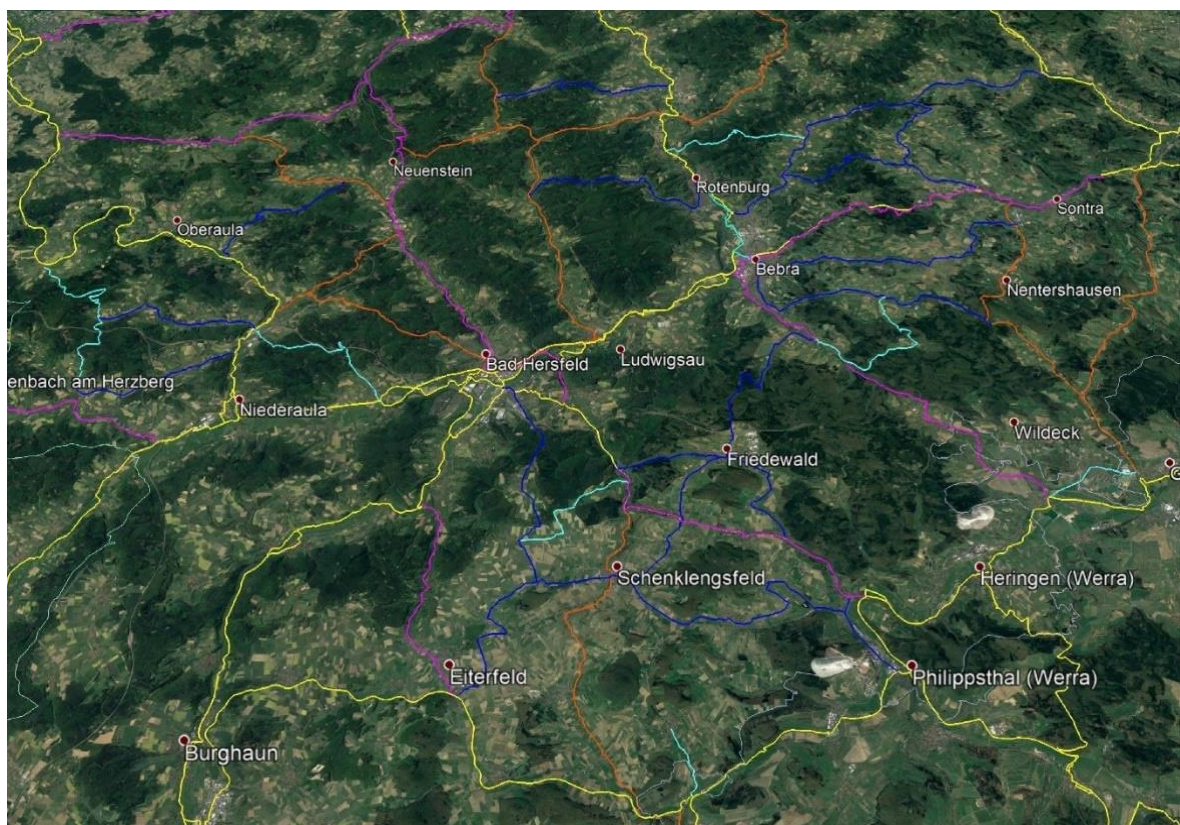 Neuenstein
Rotenburg
Sontra
Oberaula
Bebra
Nentershausen
Bad Hersfeld
Ludwigsau
enbach am Herzberg
Niederaula
Wildeck
Friedewald
G
Schenklengsfeld
Heringen (Werra)
Eiterfeld
Philippsthal (Werra)
Burghaun